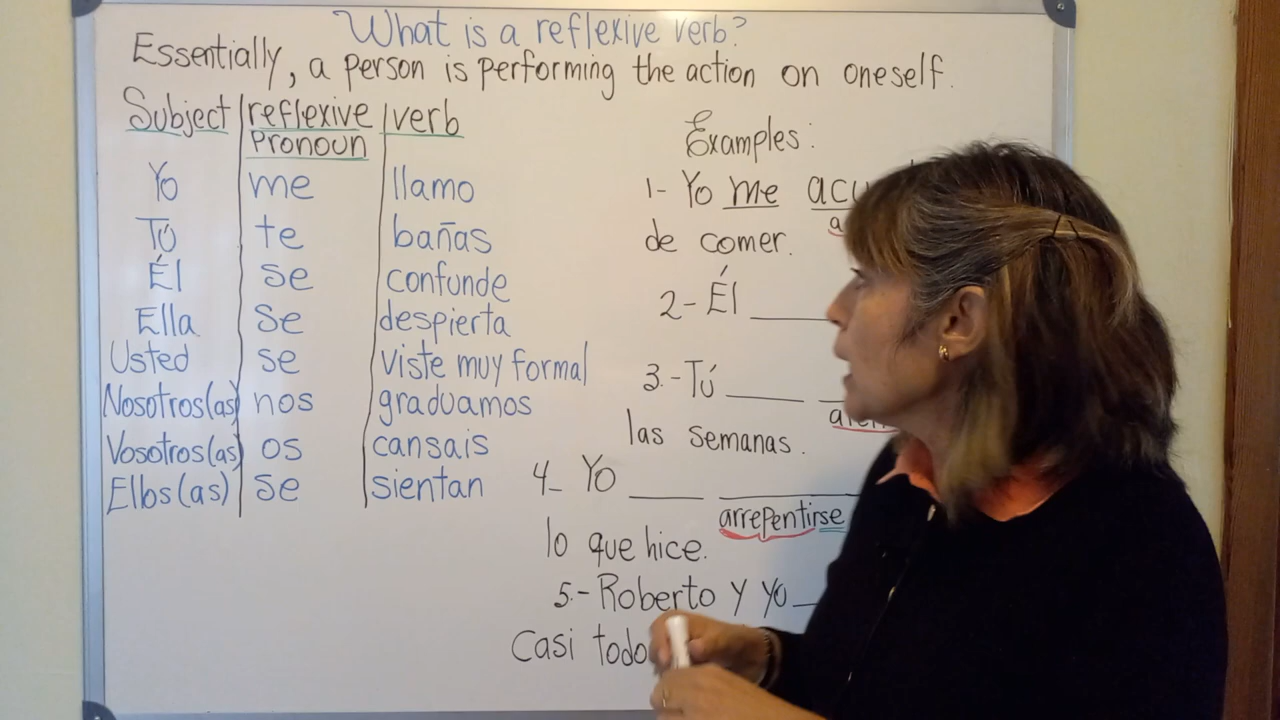 What is a reflexive verb?
Essentially, a person is performing the action on oneself.
Subject reflexive verb
Pronoun
Yo me llamo
Tú te bañas
Él se confunde
Ella se despierta
Usted se viste muy formal
Nosotros(as) nos graduamos
Vosotros(as) os cansais
Ellos(as) se sientan
Examples:
1- Yo me
de comer.
2- Él
3.- Tú
las semanas.
4- Yo
arrepentirse
lo que hice.
5.- Roberto y yo
Casi todo